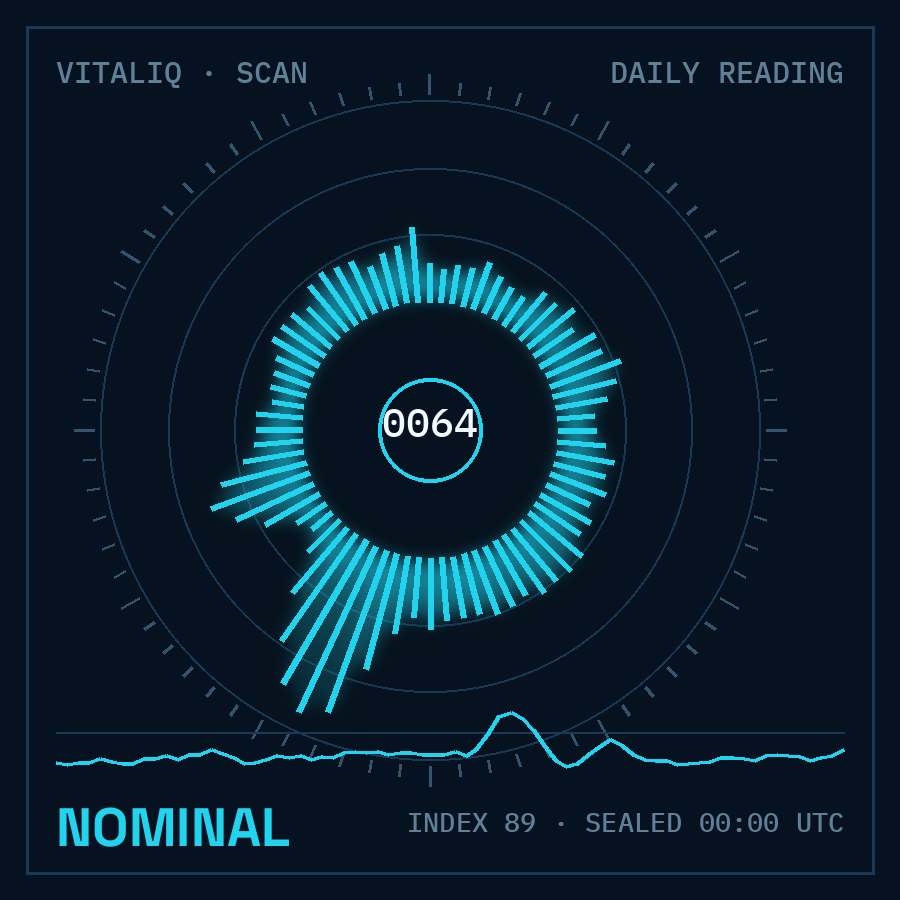 VITALIQ · SCAN
DAILY READING
0064
NOMINAL
INDEX 89 · SEALED 00:00 UTC